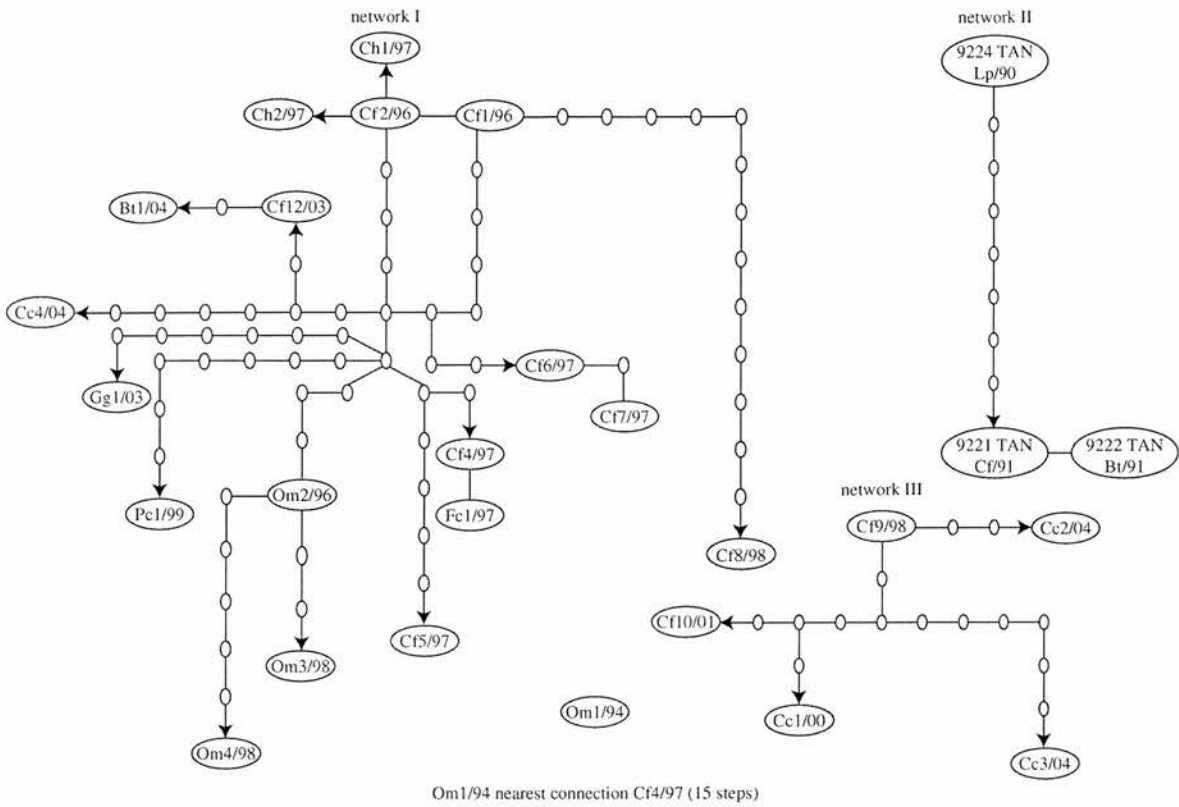 network I
network II
Ch1/97
9224 TAN
Lp/90
Ch2/97
Cf2/96
Cf1/96
Bt1/04
Cf12/03
Cc4/04
Cf6/97
Gg1/03
Cf7/97
Cf4/97
9221 TAN
Cf/91
9222 TAN
Bt/91
network III
Om2/96
Pc1/99
Fc1/97
Cf9/98
Cc2/04
Cf8/98
Cf10/01
Cf5/97
Om3/98
Om1/94
Cc1/00
Om4/98
Cc3/04
Om1/94 nearest connection Cf4/97 (15 steps)